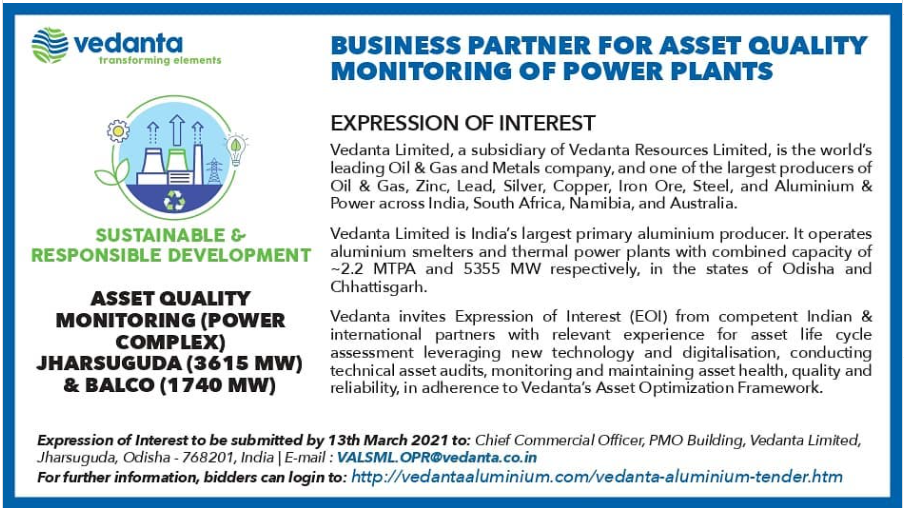 vedanta
transforming elements
SUSTAINABLE &
RESPONSIBLE DEVELOPMENT
ASSET QUALITY
MONITORING (POWER
COMPLEX)
JHARSUGUDA (3615 MW)
& BALCO (1740 MW)
BUSINESS PARTNER FOR ASSET QUALITY
MONITORING OF POWER PLANTS
EXPRESSION OF INTEREST
Vedanta Limited, a subsidiary of Vedanta Resources Limited, is the world's
leading Oil & Gas and Metals company, and one of the largest producers of
Oil & Gas, Zinc, Lead, Silver, Copper, Iron Ore, Steel, and Aluminium &
Power across India, South Africa, Namibia, and Australia.
Vedanta Limited is India's largest primary aluminium producer. It operates
aluminium smelters and thermal power plants with combined capacity of
~2.2 MTPA and 5355 MW respectively, in the states of Odisha and
Chhattisgarh.
Vedanta invites Expression of Interest (EOI) from competent Indian &
international partners with relevant experience for asset life cycle
assessment leveraging new technology and digitalisation, conducting
technical asset audits, monitoring and maintaining asset health, quality and
reliability, in adherence to Vedanta's Asset Optimization Framework.
Expression of Interest to be submitted by 13th March 2021 to: Chief Commercial Officer, PMO Building, Vedanta Limited,
Jharsuguda, Odisha - 768201, India | E-mail : VALSML.OPR@vedanta.co.in
For further information, bidders can login to: http://vedantaaluminium.com/vedanta-aluminium-tender.htm